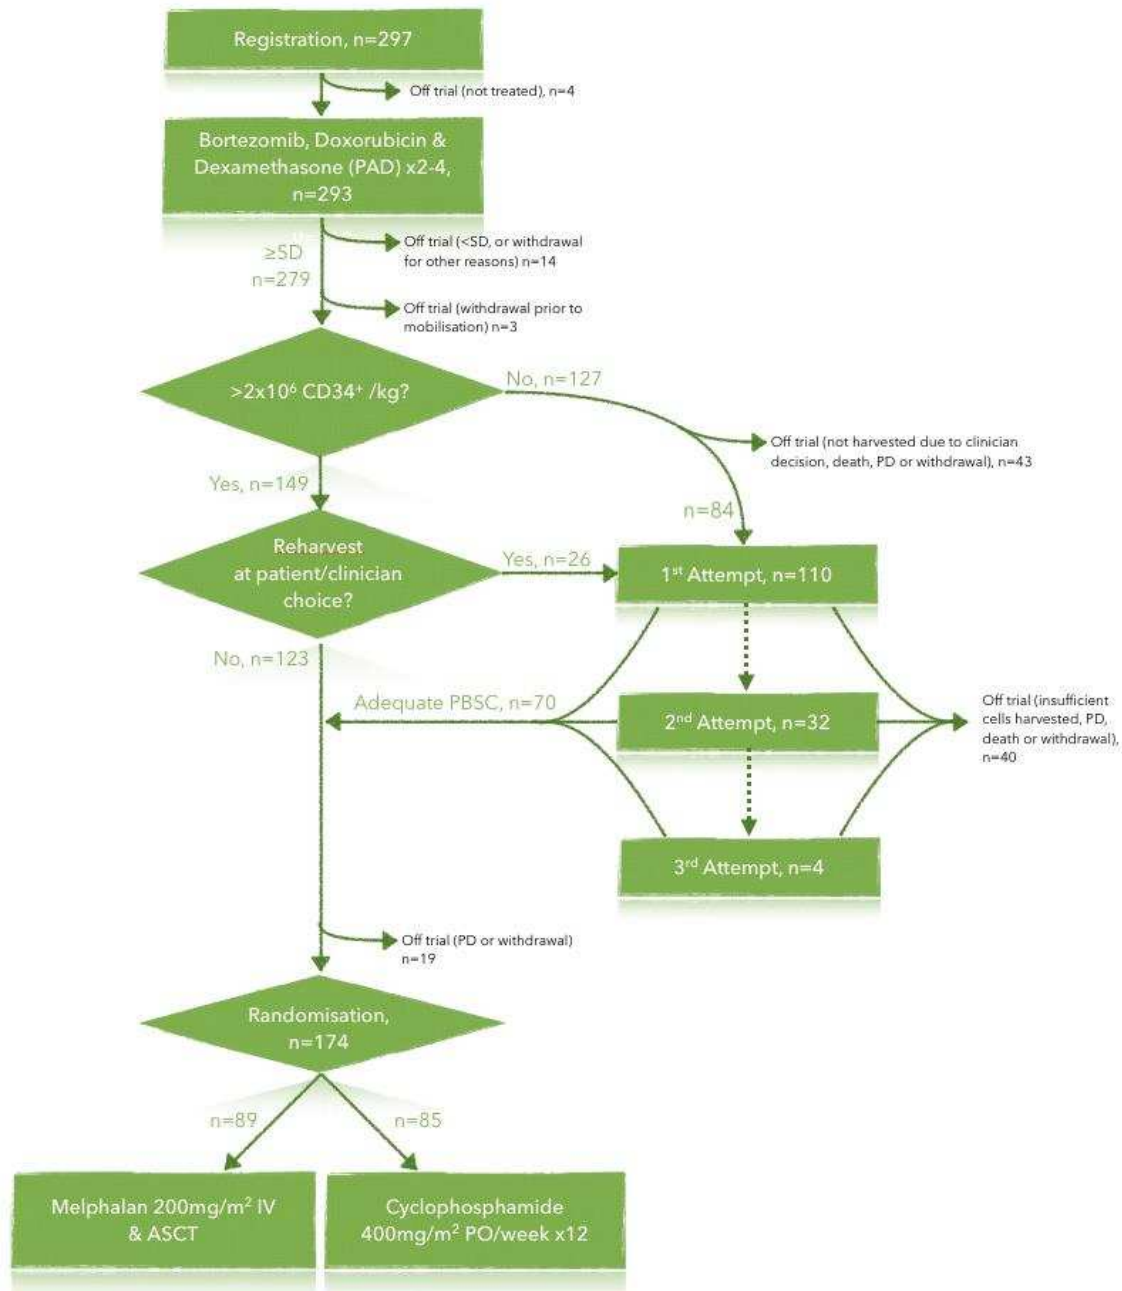 Registration, n=297
Off trial (not treated), n=4
Bortezomib, Doxorubicin &
Dexamethasone (PAD) x2-4,
n=293
≥SD
n=279
Off trial (<SD, or withdrawal
for other reasons) n=14
Off trial (withdrawal prior to
mobilisation) n=3
>2x10⁶ CD34⁺ /kg?
No, n=127
Off trial (not harvested due to clinician
decision, death, PD or withdrawal), n=43
Yes, n=149
n=84
Reharvest
at patient/clinician
choice?
Yes, n=26
1ˢᵗ Attempt, n=110
No, n=123
Adequate PBSC, n=70
2ⁿᵈ Attempt, n=32
Off trial (insufficient
cells harvested, PD,
death or withdrawal),
n=40
3ʳᵈ Attempt, n=4
Off trial (PD or withdrawal)
n=19
Randomisation,
n=174
n=89
n=85
Melphalan 200mg/m² IV
& ASCT
Cyclophosphamide
400mg/m² PO/week x12